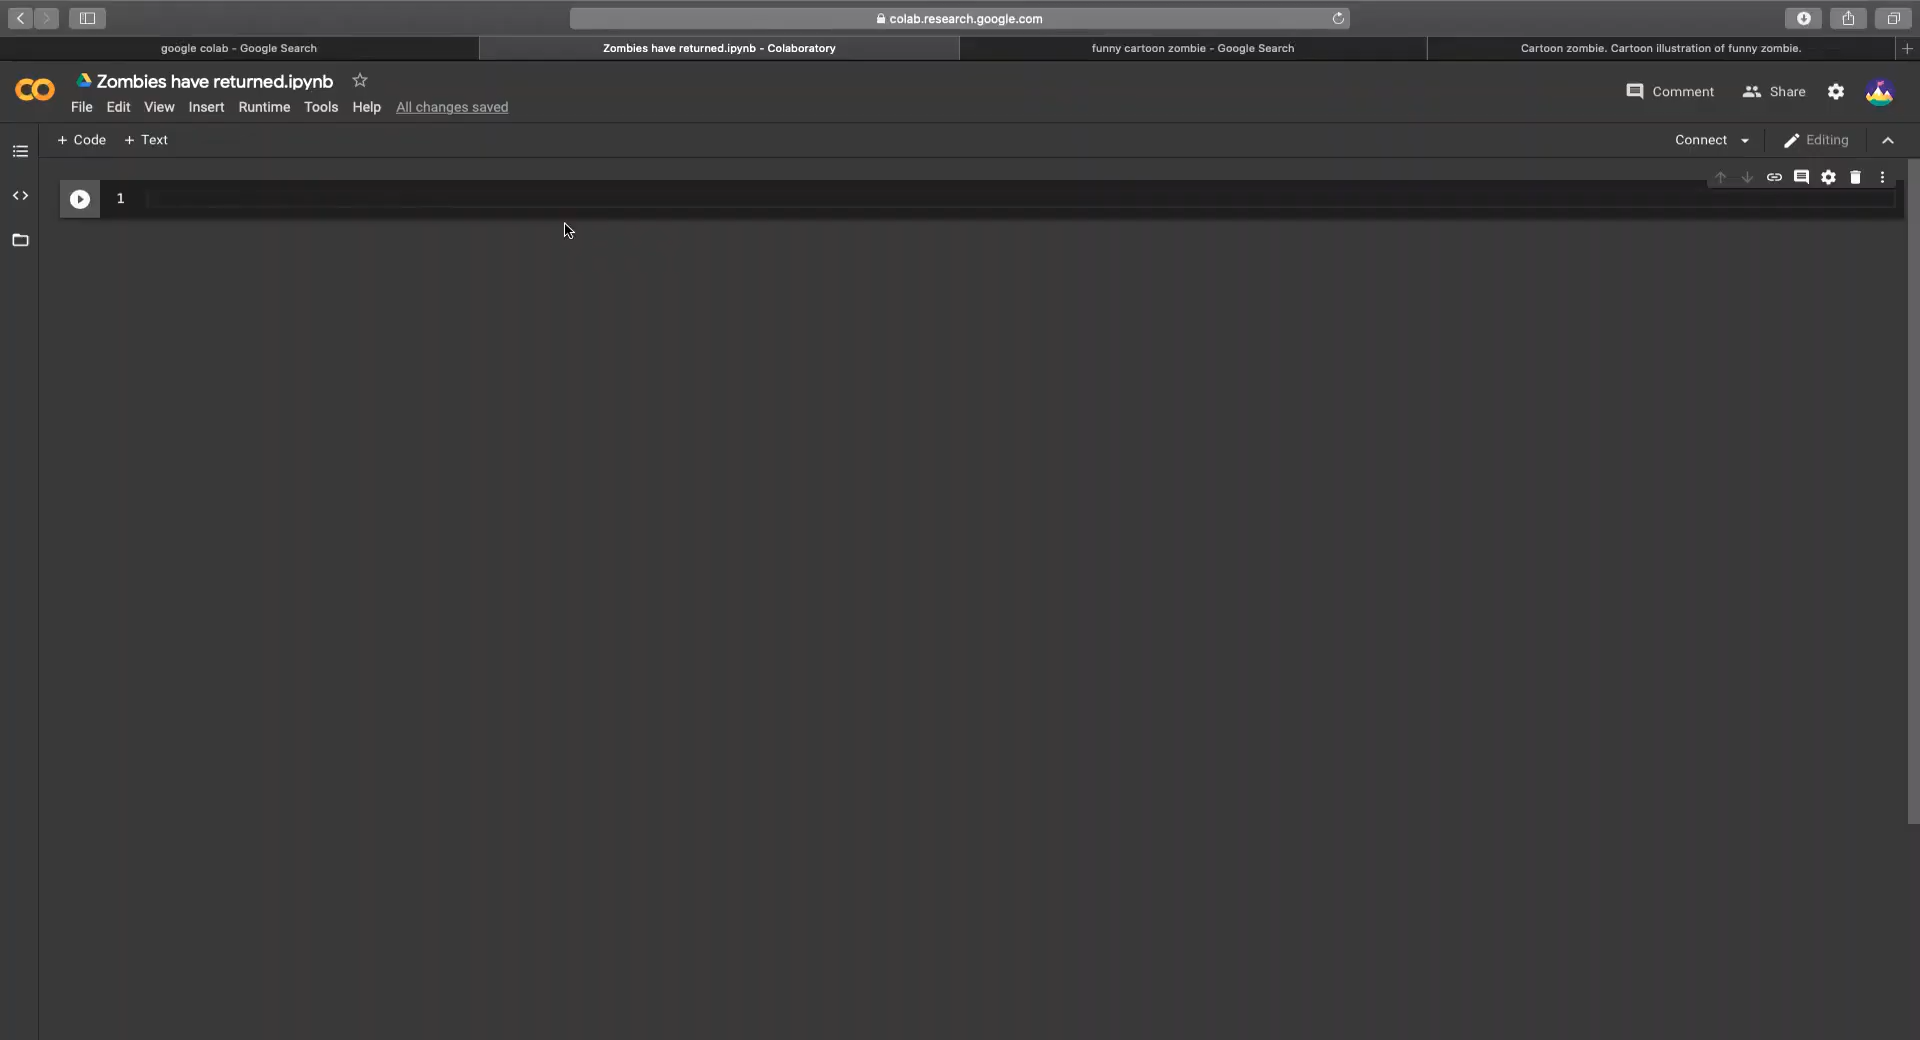 colab.research.google.com
google colab - Google Search
Zombies have returned.ipynb - Colaboratory
funny cartoon zombie - Google Search
Cartoon zombie. Cartoon illustration of funny zombie.
Zombies have returned.ipynb
File Edit View Insert Runtime Tools Help All changes saved
Comment Share
+ Code + Text
Connect Editing
1